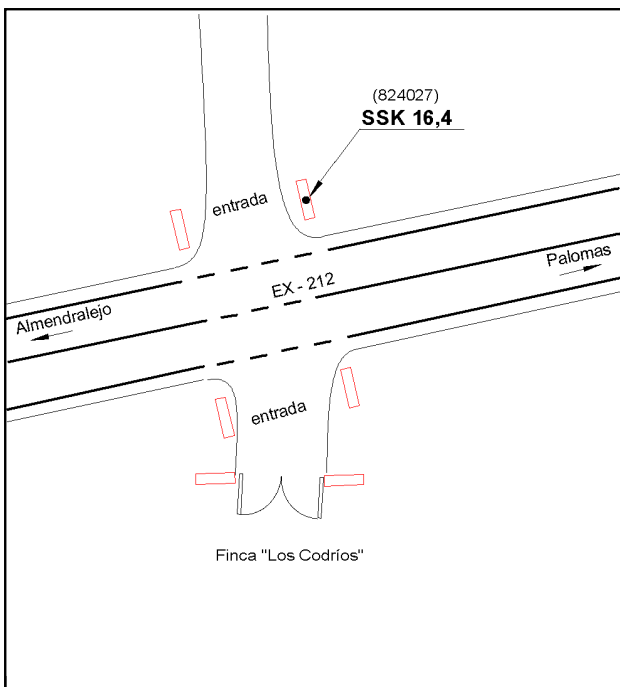 (824027)
SSK 16,4
entrada
Palomas
EX - 212
Almendralejo
entrada
Finca "Los Codríos"